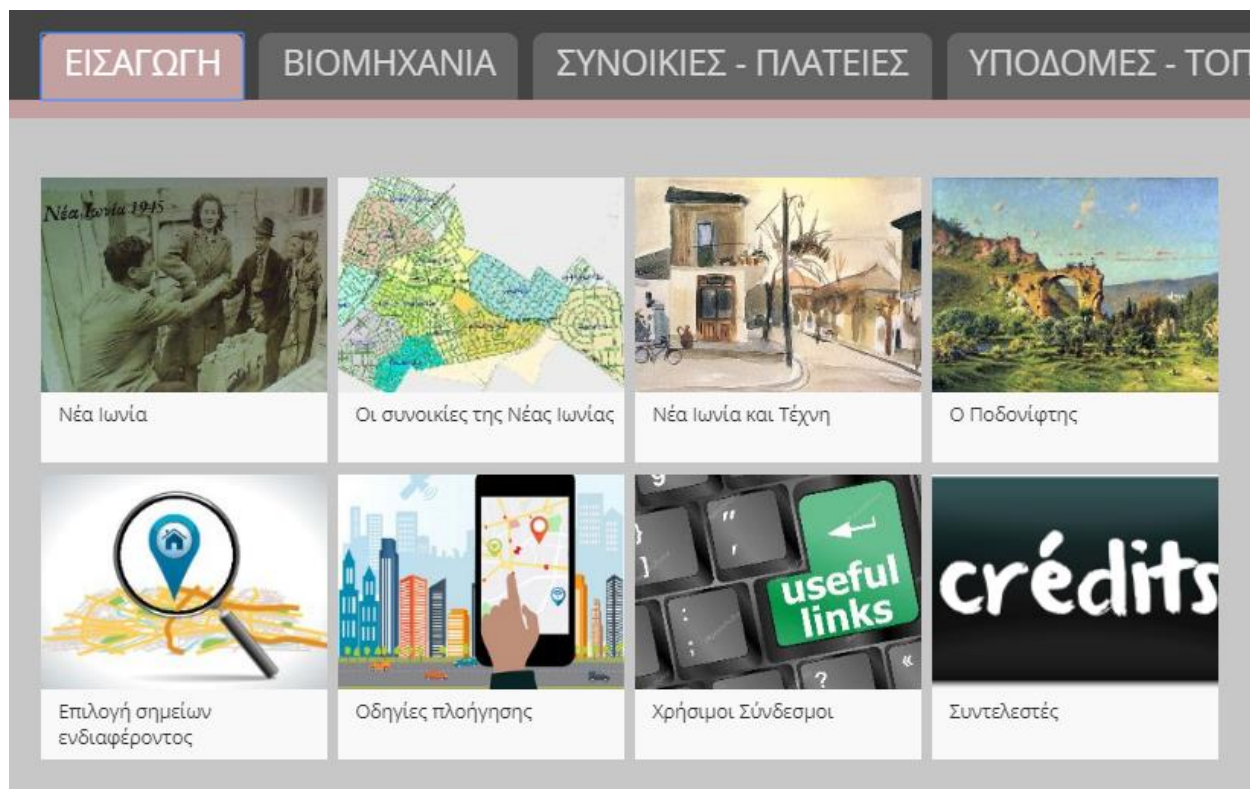 ΕΙΣΑΓΩΓΗ
ΒΙΟΜΗΧΑΝΙΑ
ΣΥΝΟΙΚΙΕΣ - ΠΛΑΤΕΙΕΣ
ΥΠΟΔΟΜΕΣ - ΤΟΠ
Νέα Ιωνία 1945
Νέα Ιωνία
Οι συνοικίες της Νέας Ιωνίας
Νέα Ιωνία και Τέχνη
Ο Ποδονίφτης
useful
links
crédits
Επιλογή σημείων
ενδιαφέροντος
Οδηγίες πλοήγησης
Χρήσιμοι Σύνδεσμοι
Συντελεστές